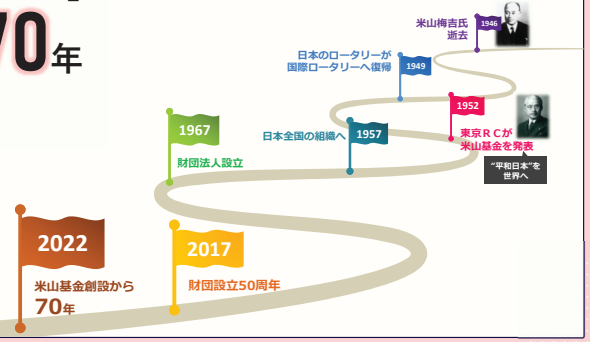 70年
1946
米山梅吉氏
逝去
日本のロータリーが
国際ロータリーへ復帰
1949
1952
東京RCが
米山基金を発表
“平和日本”を
世界へ
日本全国の組織へ
1957
1967
財団法人設立
2017
財団設立50周年
2022
米山基金創設から
70年